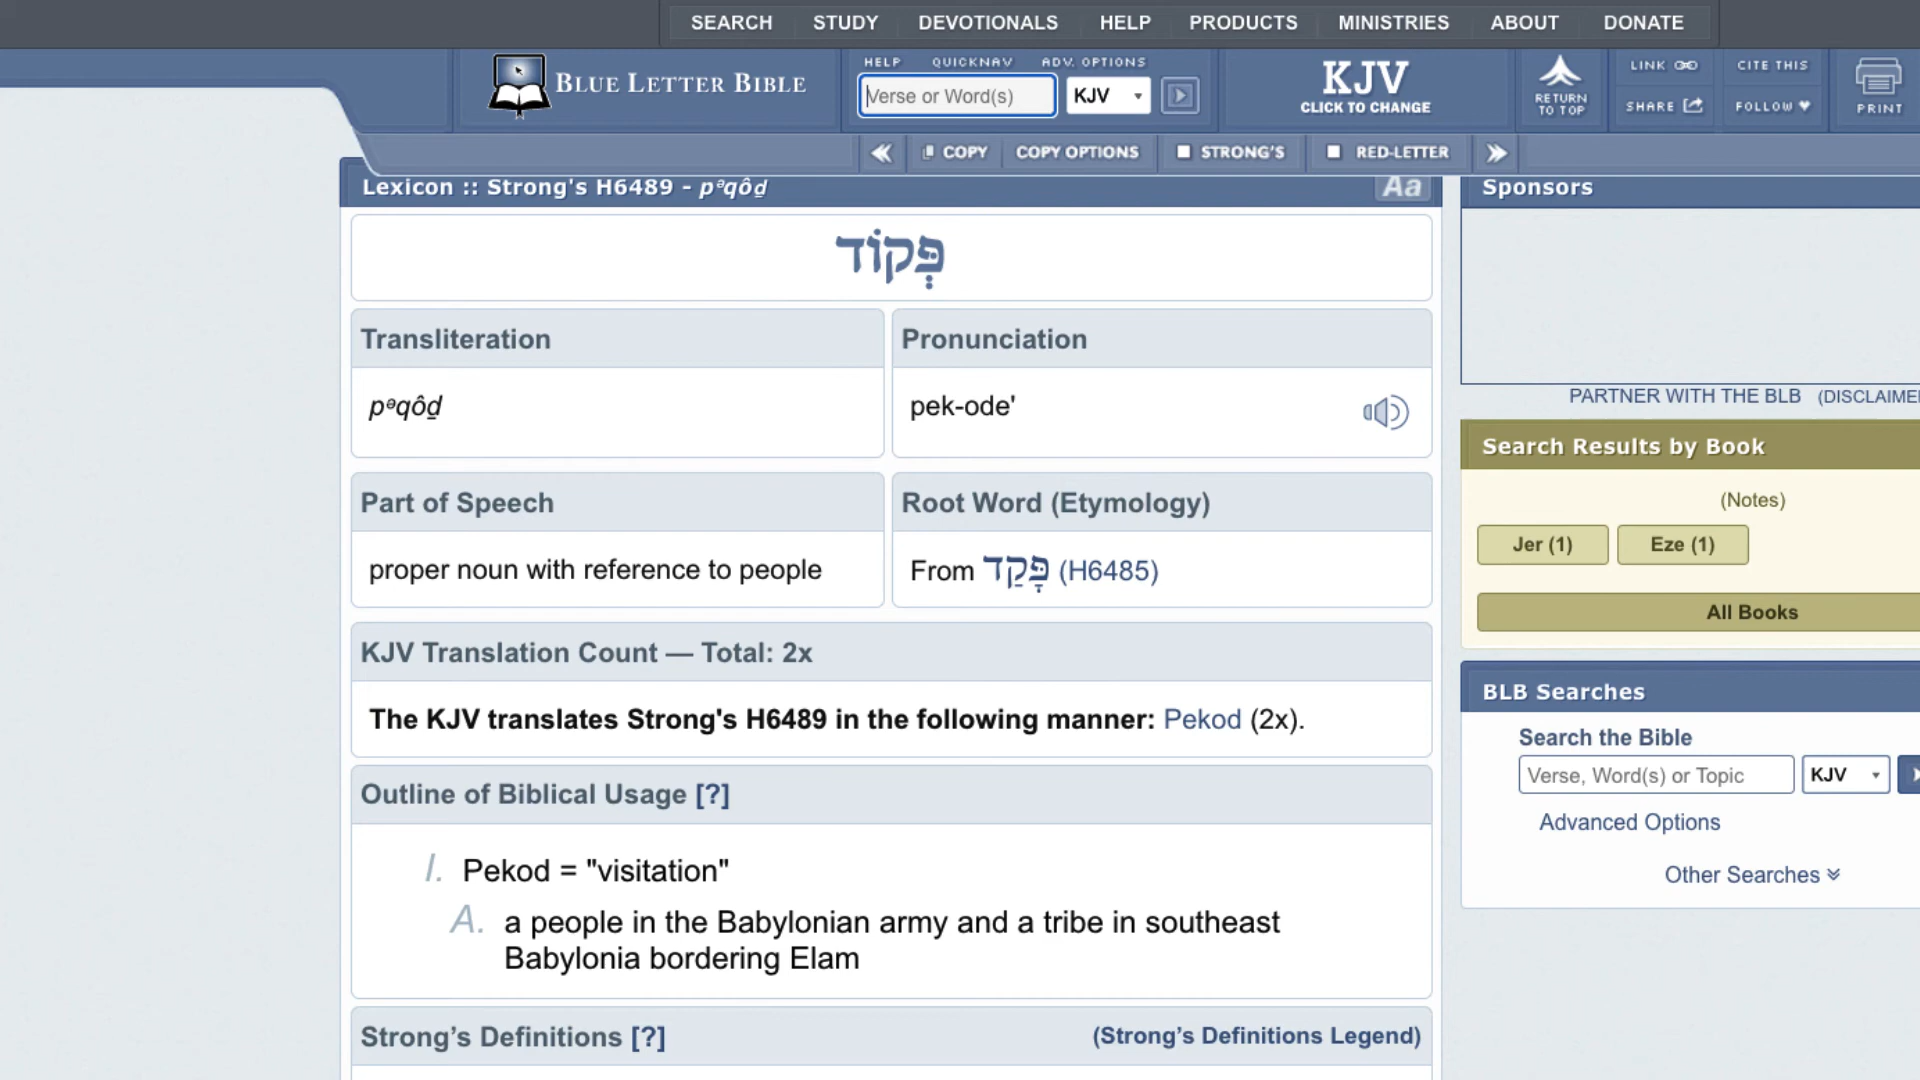 SEARCH STUDY DEVOTIONALS HELP PRODUCTS MINISTRIES ABOUT DONATE
BLUE LETTER BIBLE
HELP QUICKNAV ADV. OPTIONS
Verse or Word(s) KJV
KJV
CLICK TO CHANGE
RETURN
TO TOP
LINK
SHARE
CITE THIS
FOLLOW
PRINT
COPY COPY OPTIONS STRONG'S RED-LETTER
Lexicon :: Strong's H6489 - pᵊqôḏ Aa
פְּקוֹד
Transliteration
pᵊqôḏ
Pronunciation
pek-ode'
Part of Speech
proper noun with reference to people
Root Word (Etymology)
From פָּקַד (H6485)
KJV Translation Count — Total: 2x
The KJV translates Strong's H6489 in the following manner: Pekod (2x).
Outline of Biblical Usage [?]
I. Pekod = "visitation"
A. a people in the Babylonian army and a tribe in southeast
Babylonia bordering Elam
Strong’s Definitions [?] (Strong’s Definitions Legend)
Sponsors
PARTNER WITH THE BLB (DISCLAIME
Search Results by Book
(Notes)
Jer (1) Eze (1)
All Books
BLB Searches
Search the Bible
Verse, Word(s) or Topic KJV
Advanced Options
Other Searches